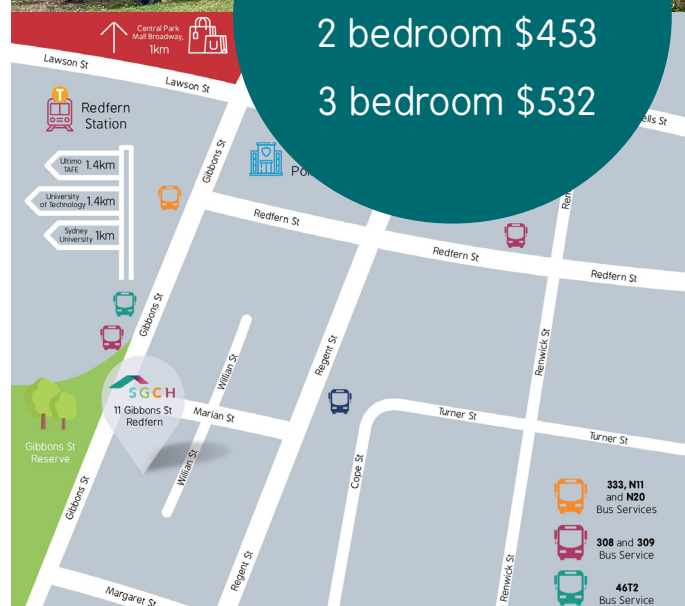 Central Park
Mall Broadway,
1km
2 bedroom $453
3 bedroom $532
Lawson St
Lawson St
T
Redfern
Station
Ultimo
TAFE 1.4km
University
of Technology 1.4km
Sydney
University 1km
Gibbons St
Redfern St
Redfern St
Redfern St
Gibbons St
Willian St
Regent St
Renwick St
SGCH
11 Gibbons St
Redfern
Marian St
Turner St
Turner St
Gibbons St
Reserve
Willian St
Cope St
Gibbons St
Regent St
Renwick St
Margaret St
333, N11
and N20
Bus Services
308 and 309
Bus Service
46T2
Bus Service